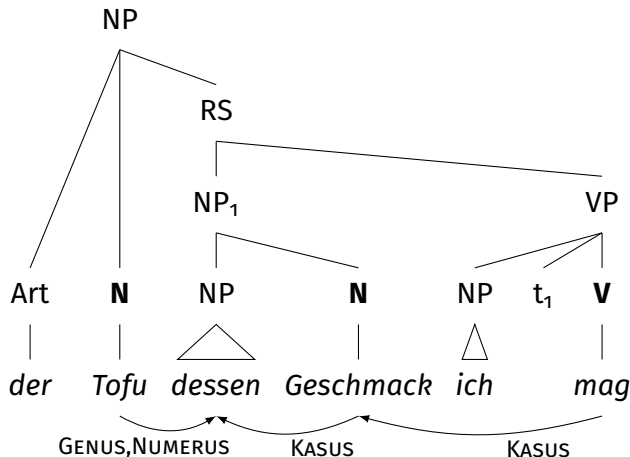 NP
RS
NP₁ VP
Art N NP N NP t₁ V
der Tofu dessen Geschmack ich mag
GENUS,NUMERUS KASUS KASUS